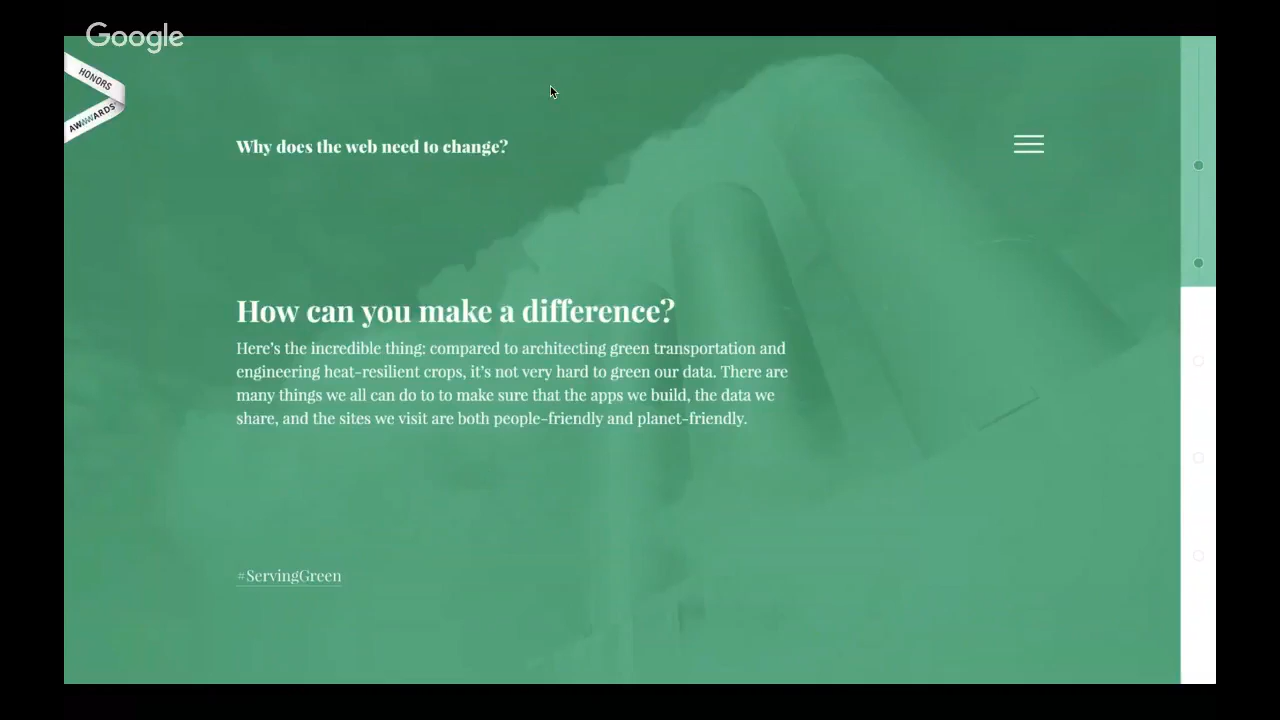 Google
HONORS
AWWWARDS
Why does the web need to change?
How can you make a difference?
Here's the incredible thing: compared to architecting green transportation and
engineering heat-resilient crops, it's not very hard to green our data. There are
many things we all can do to to make sure that the apps we build, the data we
share, and the sites we visit are both people-friendly and planet-friendly.
#ServingGreen